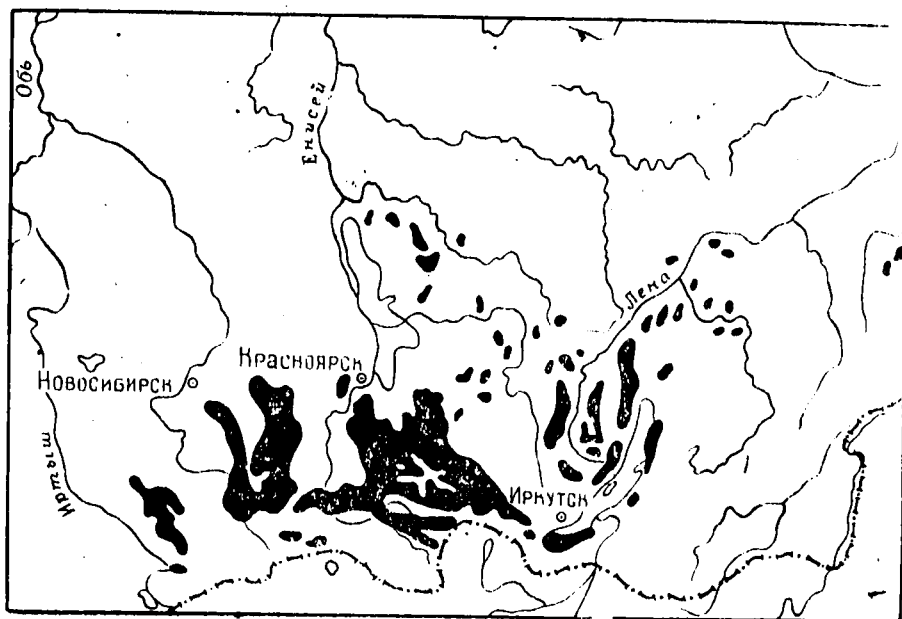 Обь
Енисей
Лена
Красноярск
Новосибирск
Иртыш
Иркутск